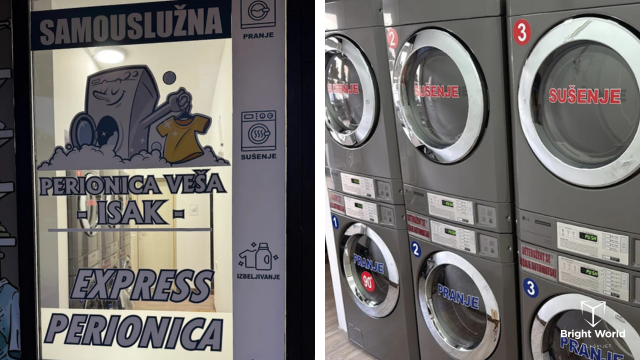 SAMOUSLUŽNA
PRANJE
SUŠENJE
PERIONICA VEŠA
- ISAK -
IZBELJIVANJE
EXPRESS
PERIONICA
2
3
SUŠENJE
SUŠENJE
1
2
3
PRANJE
90°
PRANJE
PRANJE
Bright World